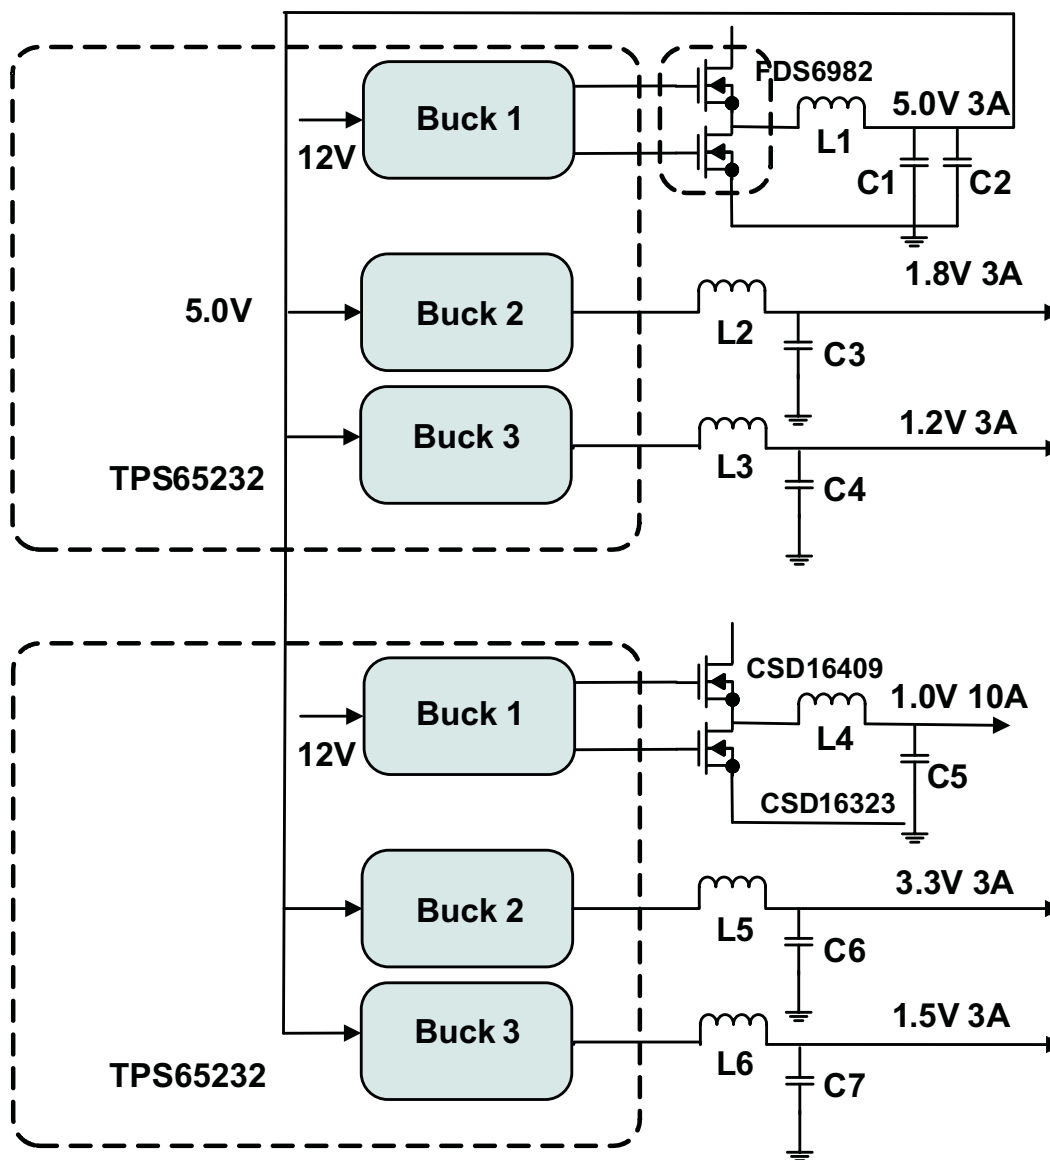 FDS6982
Buck 1
5.0V 3A
12V
L1
C1
C2
1.8V 3A
5.0V
Buck 2
L2
C3
1.2V 3A
Buck 3
L3
TPS65232
C4
CSD16409
1.0V 10A
Buck 1
12V
L4
C5
CSD16323
3.3V 3A
Buck 2
L5
C6
1.5V 3A
Buck 3
L6
TPS65232
C7